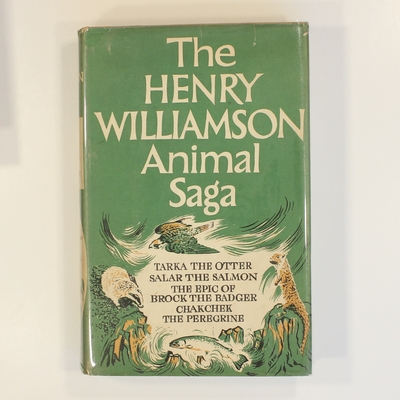 The
HENRY
WILLIAMSON
Animal
Saga
TARKA THE OTTER
SALAR THE SALMON
THE EPIC OF
BROCK THE BADGER
CHAKCHEK
THE PEREGRINE